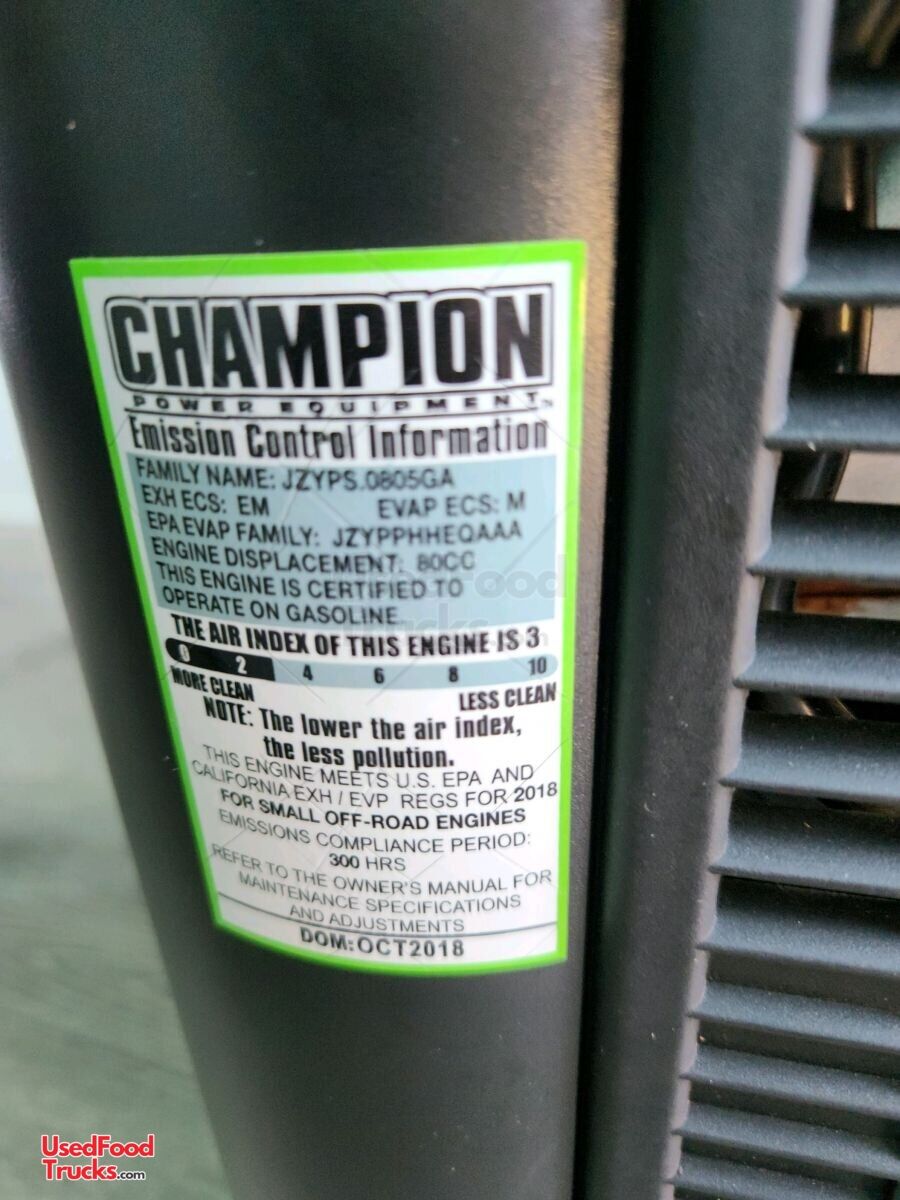 CHAMPION
POWER EQUIPMENT™
Emission Control Information
FAMILY NAME: JZYPS.0805GA
EXH ECS: EM EVAP ECS: M
EPA EVAP FAMILY: JZYPPHHEQAAA
ENGINE DISPLACEMENT: 80CC
THIS ENGINE IS CERTIFIED TO
OPERATE ON GASOLINE
THE AIR INDEX OF THIS ENGINE IS 3
0 2 4 6 8 10
MORE CLEAN LESS CLEAN
NOTE: The lower the air index,
the less pollution.
THIS ENGINE MEETS U.S. EPA AND
CALIFORNIA EXH / EVP REGS FOR 2018
FOR SMALL OFF-ROAD ENGINES
EMISSIONS COMPLIANCE PERIOD:
300 HRS
REFER TO THE OWNER'S MANUAL FOR
MAINTENANCE SPECIFICATIONS
AND ADJUSTMENTS
DOM: OCT2018
UsedFood
Trucks.com